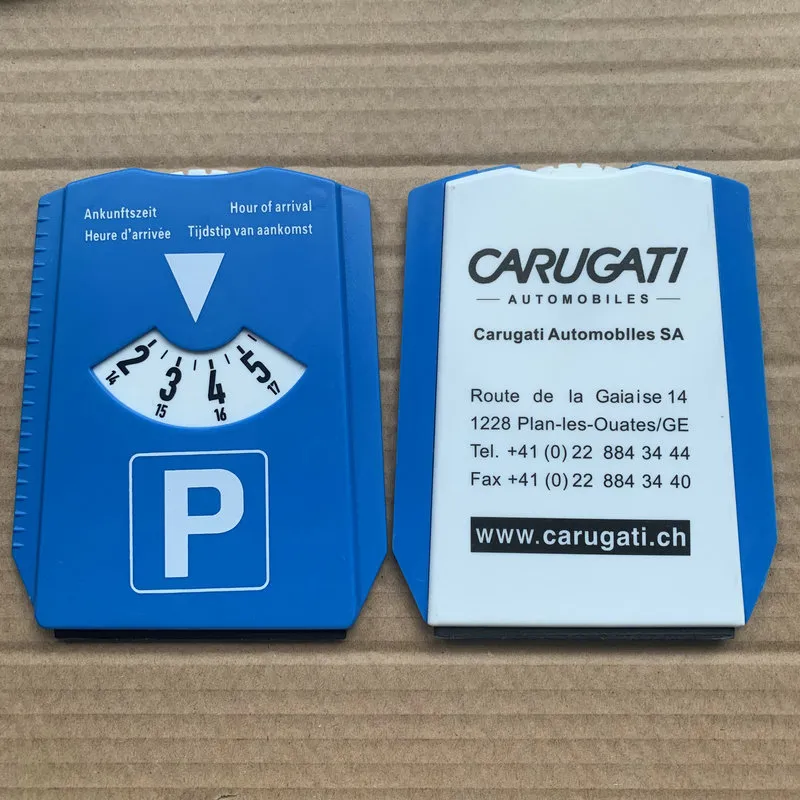 Ankunftszeit Hour of arrival
Heure d'arrivée Tijdstip van aankomst
2 3 4 5
14 15 16 17
P
CARUGATI
AUTOMOBILES
Carugati Automoblles SA
Route de la Gaiaise 14
1228 Plan-les-Ouates/GE
Tel. +41 (0) 22 884 34 44
Fax +41 (0) 22 884 34 40
www.carugati.ch